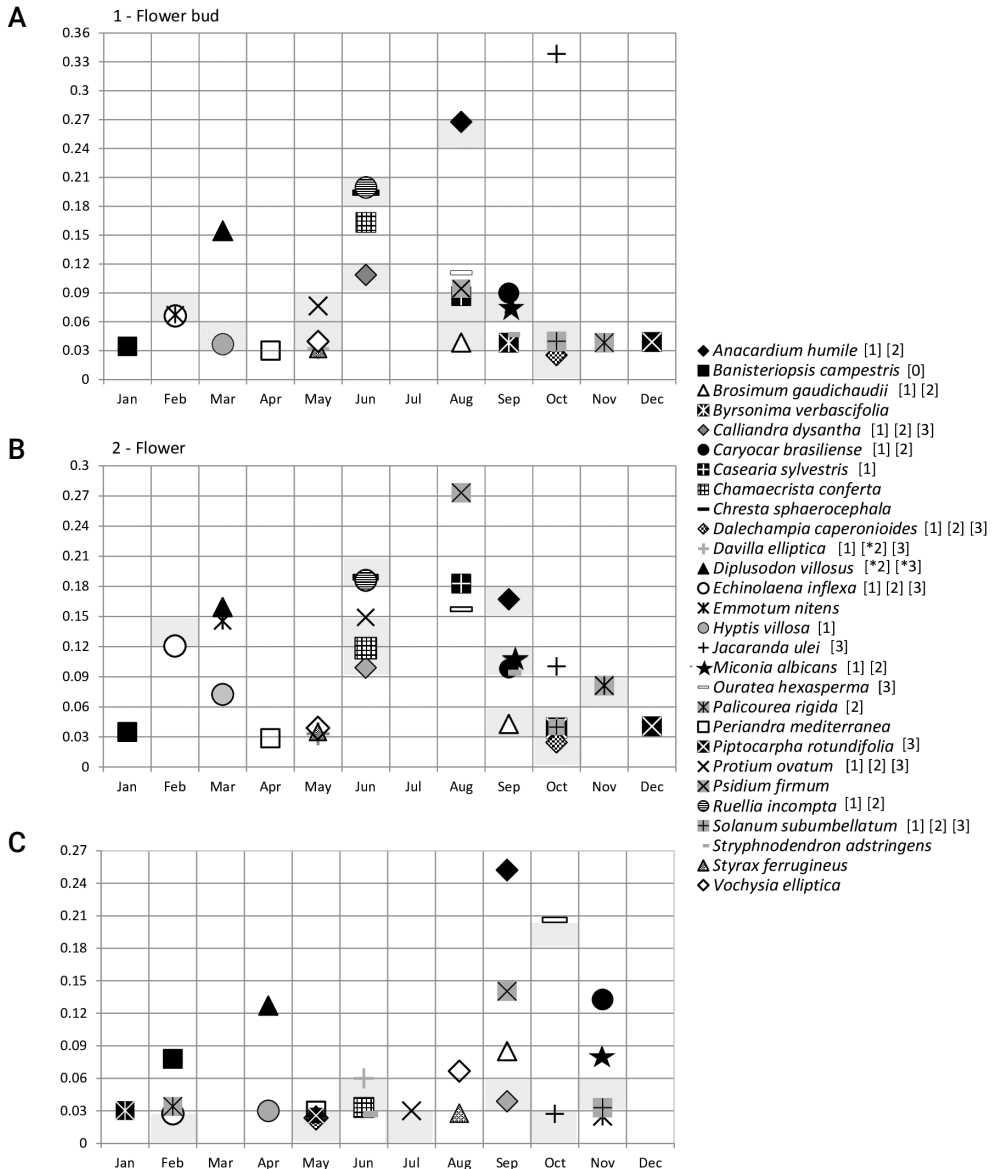 A
1 - Flower bud
0.36
0.33
0.3
0.27
0.24
0.21
0.18
0.15
0.12
0.09
0.06
0.03
0
Jan Feb Mar Apr May Jun Jul Aug Sep Oct Nov Dec
B
2 - Flower
0.3
0.27
0.24
0.21
0.18
0.15
0.12
0.09
0.06
0.03
0
Jan Feb Mar Apr May Jun Jul Aug Sep Oct Nov Dec
C
0.27
0.24
0.21
0.18
0.15
0.12
0.09
0.06
0.03
0
Jan Feb Mar Apr May Jun Jul Aug Sep Oct Nov Dec
Anacardium humile [1] [2]
Banisteriopsis campestris [0]
Brosimum gaudichaudii [1] [2]
Byrsonima verbascifolia
Calliandra dysantha [1] [2] [3]
Caryocar brasiliense [1] [2]
Casearia sylvestris [1]
Chamaecrista conferta
Chresta sphaerocephala
Dalechampia caperonioides [1] [2] [3]
Davilla elliptica [1] [*2] [3]
Diplusodon villosus [*2] [*3]
Echinolaena inflexa [1] [2] [3]
Emmotum nitens
Hyptis villosa [1]
Jacaranda ulei [3]
Miconia albicans [1] [2]
Ouratea hexasperma [3]
Palicourea rigida [2]
Periandra mediterranea
Piptocarpha rotundifolia [3]
Protium ovatum [1] [2] [3]
Psidium firmum
Ruellia incompta [1] [2]
Solanum subumbellatum [1] [2] [3]
Stryphnodendron adstringens
Styrax ferrugineus
Vochysia elliptica